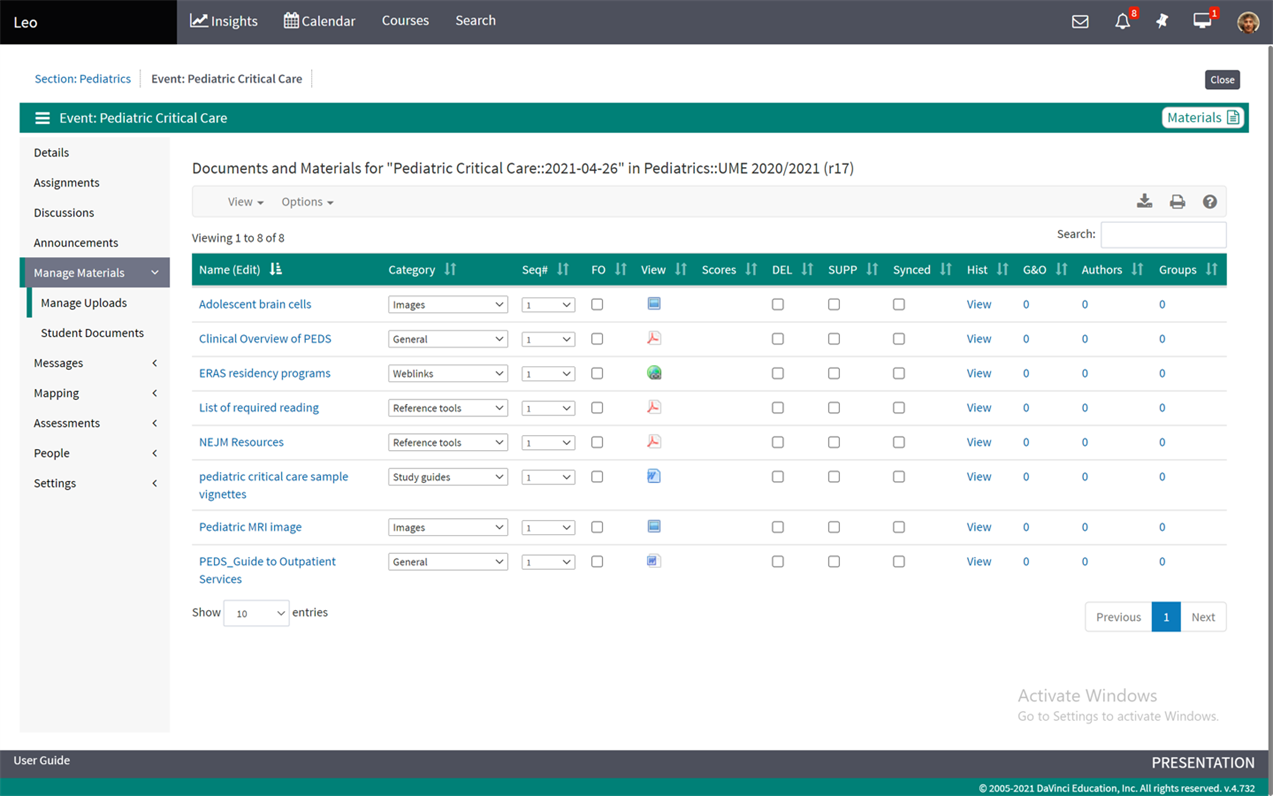 Leo Insights Calendar Courses Search 8 1
Section: Pediatrics Event: Pediatric Critical Care Close
Event: Pediatric Critical Care Materials
Details
Assignments
Discussions
Announcements
Manage Materials
Manage Uploads
Student Documents
Messages
Mapping
Assessments
People
Settings
Documents and Materials for "Pediatric Critical Care::2021-04-26" in Pediatrics::UME 2020/2021 (r17)
View Options
Viewing 1 to 8 of 8 Search:
Name (Edit) Category Seq# FO View Scores DEL SUPP Synced Hist G&O Authors Groups
Adolescent brain cells Images 1 View 0 0 0
Clinical Overview of PEDS General 1 View 0 0 0
ERAS residency programs Weblinks 1 View 0 0 0
List of required reading Reference tools 1 View 0 0 0
NEJM Resources Reference tools 1 View 0 0 0
pediatric critical care sample Study guides 1 View 0 0 0
vignettes
Pediatric MRI image Images 1 View 0 0 0
PEDS_Guide to Outpatient General 1 View 0 0 0
Services
Show 10 entries Previous 1 Next
Activate Windows
Go to Settings to activate Windows.
User Guide PRESENTATION
© 2005-2021 DaVinci Education, Inc. All rights reserved. v.4.732